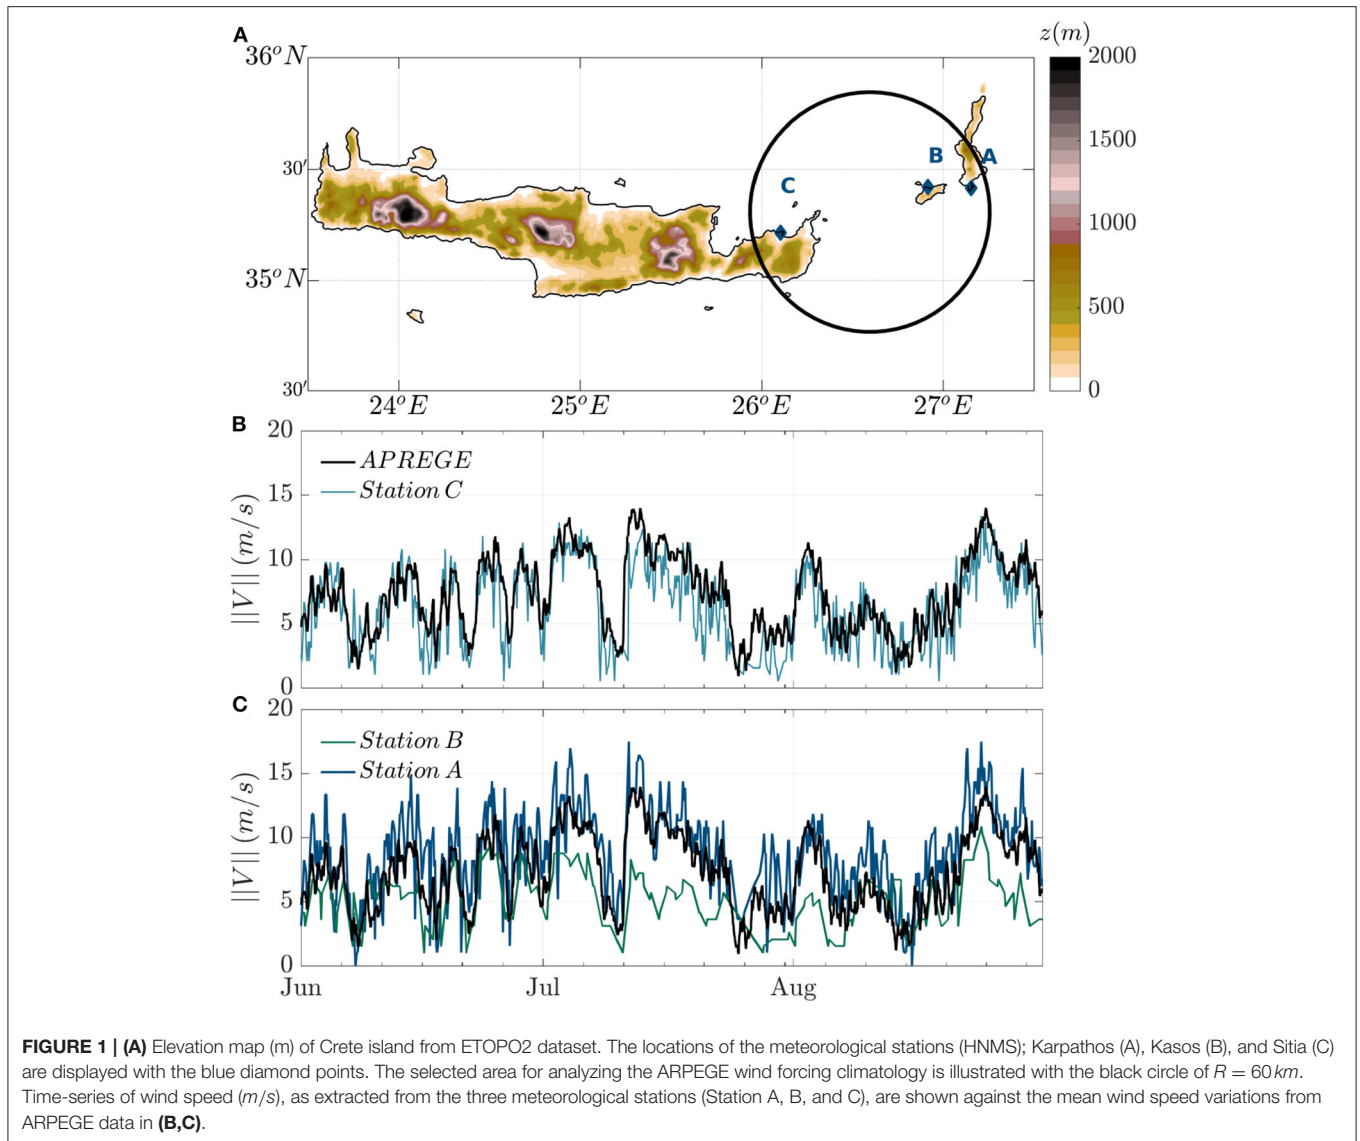 A
z(m)
36°N
2000
B
A
30′
1500
C
1000
35°N
500
30′
0
24°E
25°E
26°E
27°E
B
20
APREGE
Station C
15
||V|| (m/s)
10
5
0
C
20
Station B
Station A
15
||V|| (m/s)
10
5
0
Jun
Jul
Aug
FIGURE 1 | (A) Elevation map (m) of Crete island from ETOPO2 dataset. The locations of the meteorological stations (HNMS); Karpathos (A), Kasos (B), and Sitia (C)
are displayed with the blue diamond points. The selected area for analyzing the ARPEGE wind forcing climatology is illustrated with the black circle of R = 60 km.
Time-series of wind speed (m/s), as extracted from the three meteorological stations (Station A, B, and C), are shown against the mean wind speed variations from
ARPEGE data in (B,C).